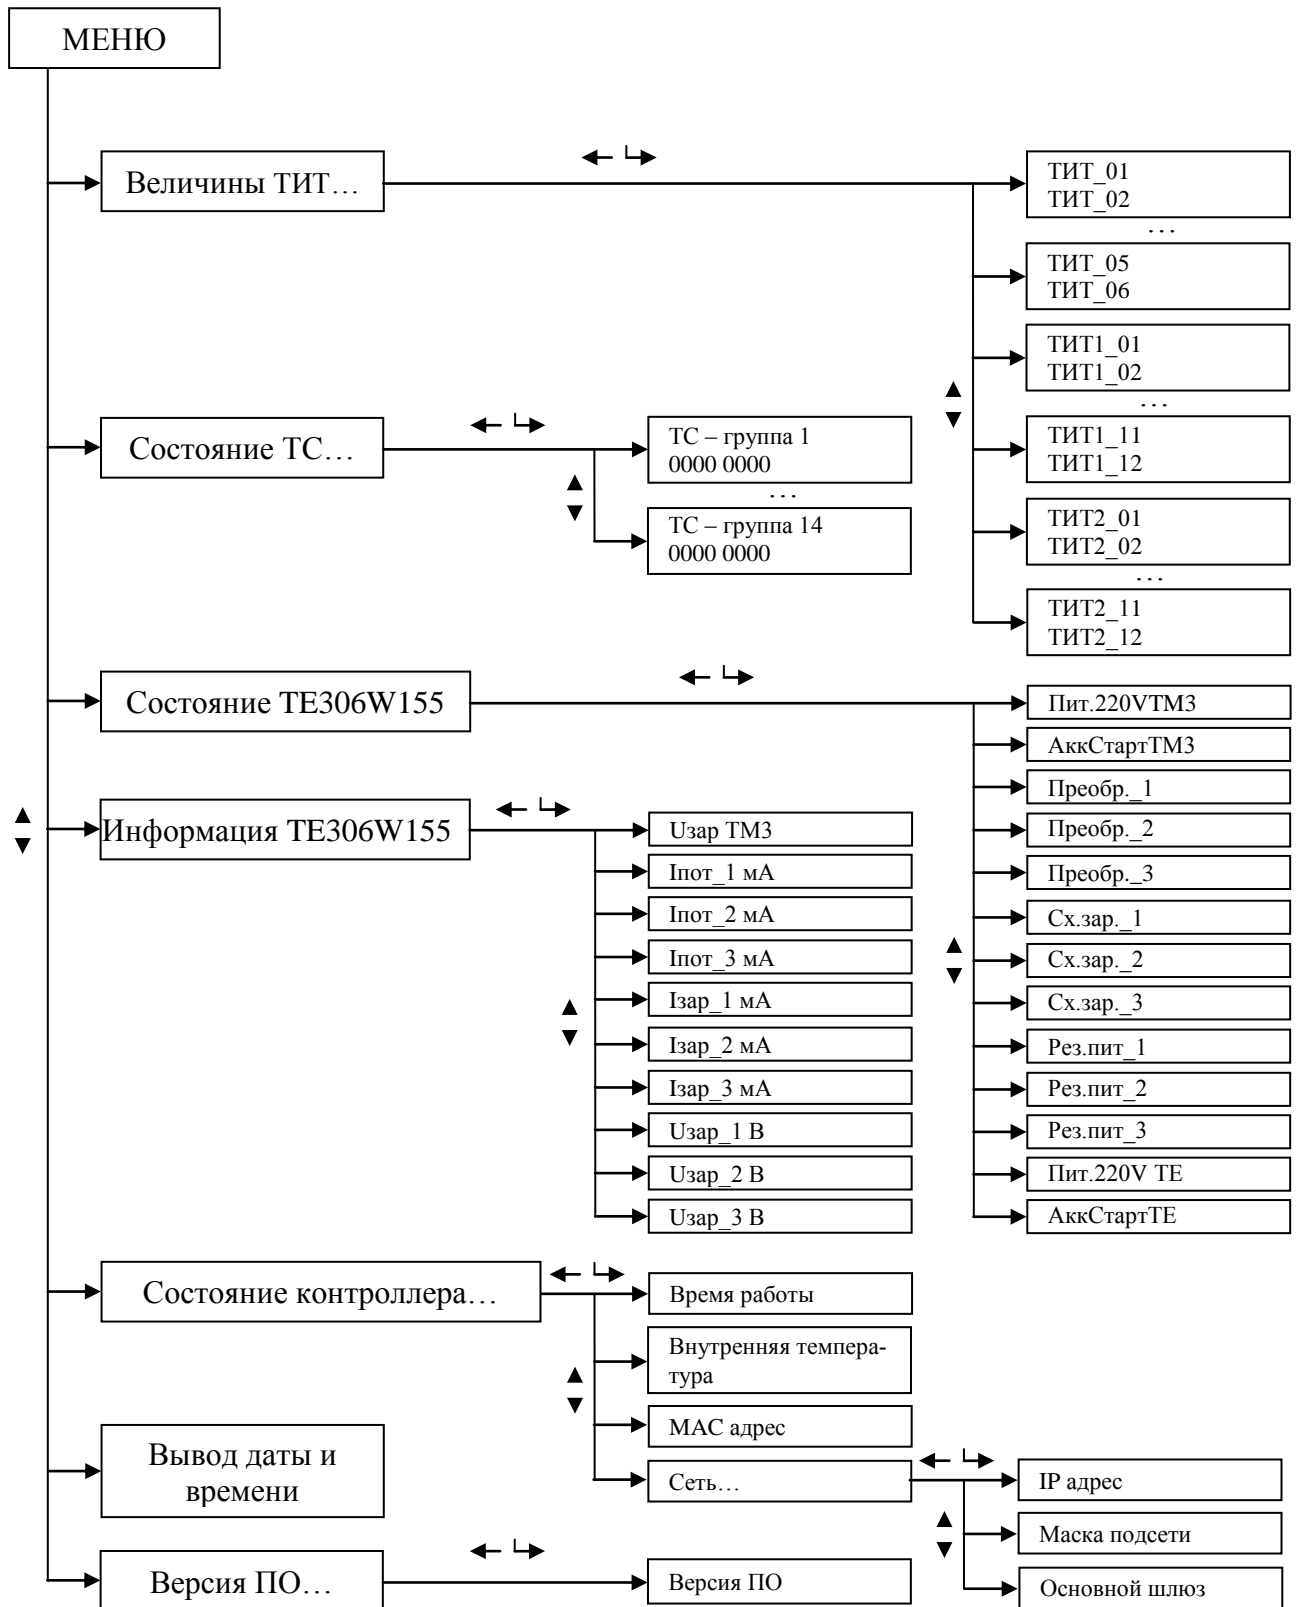 МЕНЮ
Величины ТИТ…
ТИТ_01
ТИТ_02
…
ТИТ_05
ТИТ_06
ТИТ1_01
ТИТ1_02
…
ТИТ1_11
ТИТ1_12
ТИТ2_01
ТИТ2_02
…
ТИТ2_11
ТИТ2_12
Состояние ТС…
ТС – группа 1
0000 0000
…
ТС – группа 14
0000 0000
Состояние ТЕ306W155
Пит.220VТМ3
АккСтартТМ3
Преобр._1
Преобр._2
Преобр._3
Сх.зар._1
Сх.зар._2
Сх.зар._3
Рез.пит_1
Рез.пит_2
Рез.пит_3
Пит.220V ТЕ
АккСтартТЕ
Информация ТЕ306W155
Uзар ТМ3
Iпот_1 мА
Iпот_2 мА
Iпот_3 мА
Iзар_1 мА
Iзар_2 мА
Iзар_3 мА
Uзар_1 В
Uзар_2 В
Uзар_3 В
Состояние контроллера…
Время работы
Внутренняя темпера-
тура
MAC адрес
Сеть…
IP адрес
Маска подсети
Основной шлюз
Вывод даты и
времени
Версия ПО…
Версия ПО